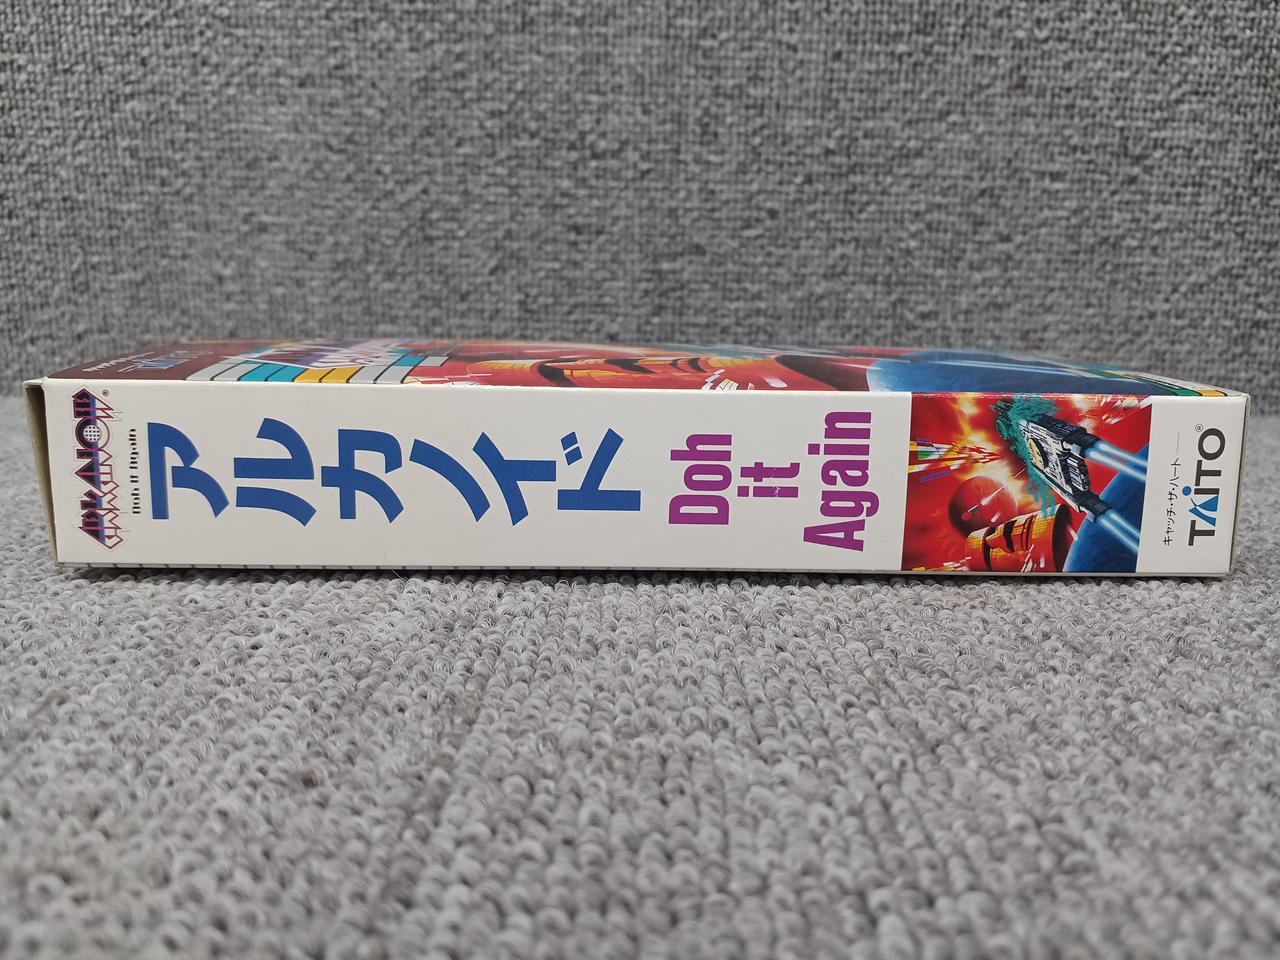 ARKANOID®
Doh It Again
アルカノイド
Doh
it
Again
キャッチ・ザ・ハート
TAITO®